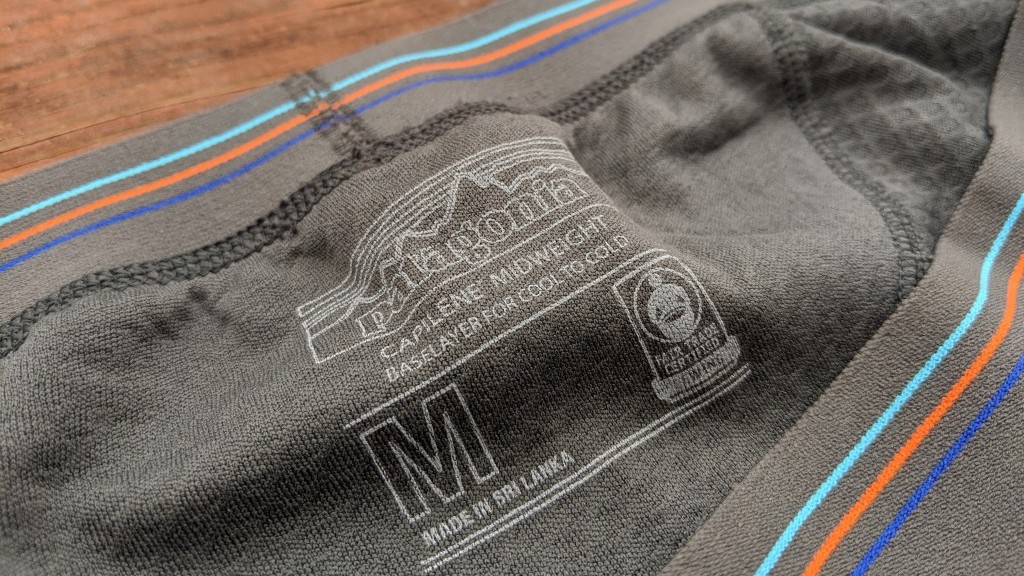 patagonia
CAPILENE® MIDWEIGHT
BASELAYER FOR COOL TO COLD
FAIR TRADE
CERTIFIED
M
MADE IN SRI LANKA